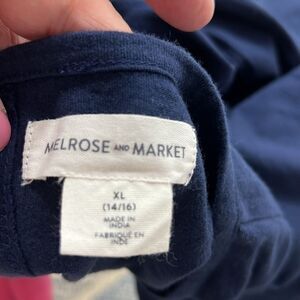 MELROSE AND MARKET
XL
(14/16)
MADE IN
INDIA
FABRIQUÉ EN
INDE